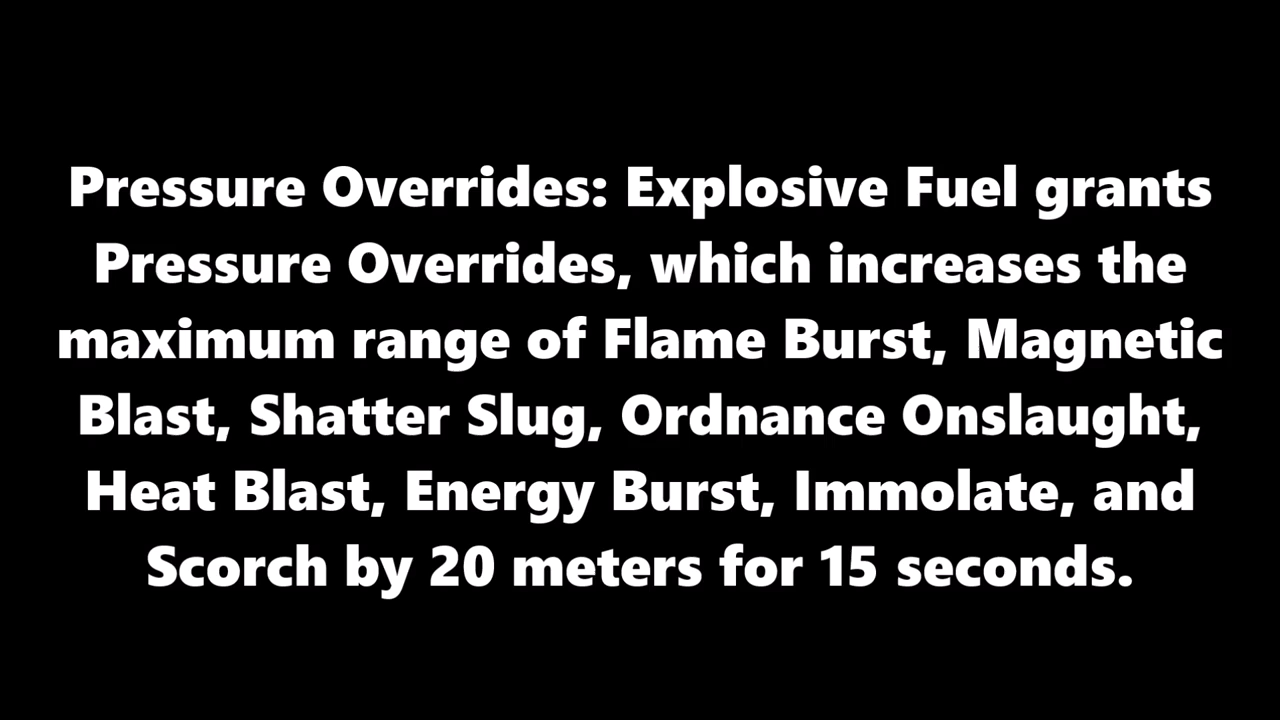 Pressure Overrides: Explosive Fuel grants
Pressure Overrides, which increases the
maximum range of Flame Burst, Magnetic
Blast, Shatter Slug, Ordnance Onslaught,
Heat Blast, Energy Burst, Immolate, and
Scorch by 20 meters for 15 seconds.